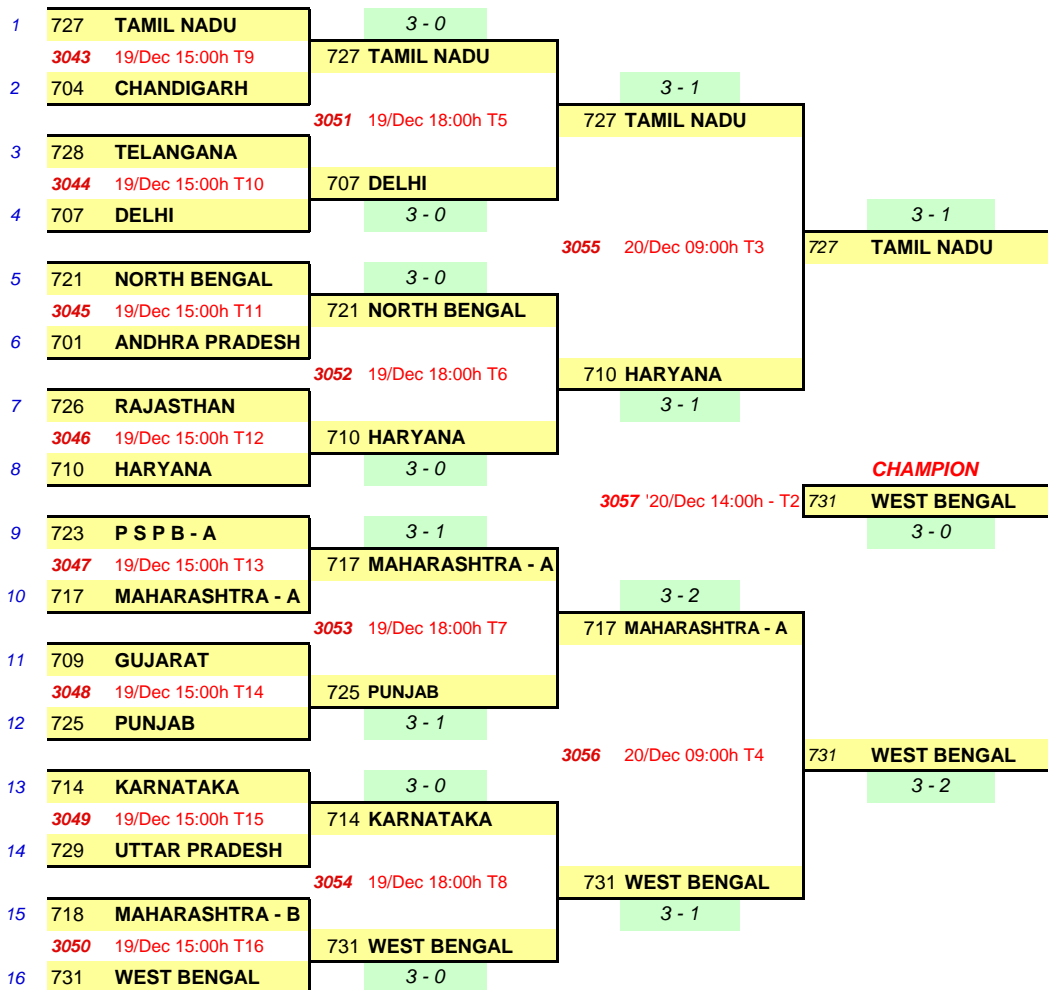 1 727 TAMIL NADU 3 - 0
3043 19/Dec 15:00h T9 727 TAMIL NADU
2 704 CHANDIGARH 3 - 1
3051 19/Dec 18:00h T5 727 TAMIL NADU
3 728 TELANGANA
3044 19/Dec 15:00h T10 707 DELHI
4 707 DELHI 3 - 0 3 - 1
3055 20/Dec 09:00h T3 727 TAMIL NADU
5 721 NORTH BENGAL 3 - 0
3045 19/Dec 15:00h T11 721 NORTH BENGAL
6 701 ANDHRA PRADESH
3052 19/Dec 18:00h T6 710 HARYANA
7 726 RAJASTHAN 3 - 1
3046 19/Dec 15:00h T12 710 HARYANA
8 710 HARYANA 3 - 0 CHAMPION
3057 '20/Dec 14:00h - T2 731 WEST BENGAL
9 723 P S P B - A 3 - 1 3 - 0
3047 19/Dec 15:00h T13 717 MAHARASHTRA - A
10 717 MAHARASHTRA - A 3 - 2
3053 19/Dec 18:00h T7 717 MAHARASHTRA - A
11 709 GUJARAT
3048 19/Dec 15:00h T14 725 PUNJAB
12 725 PUNJAB 3 - 1
3056 20/Dec 09:00h T4 731 WEST BENGAL
13 714 KARNATAKA 3 - 0 3 - 2
3049 19/Dec 15:00h T15 714 KARNATAKA
14 729 UTTAR PRADESH
3054 19/Dec 18:00h T8 731 WEST BENGAL
15 718 MAHARASHTRA - B 3 - 1
3050 19/Dec 15:00h T16 731 WEST BENGAL
16 731 WEST BENGAL 3 - 0